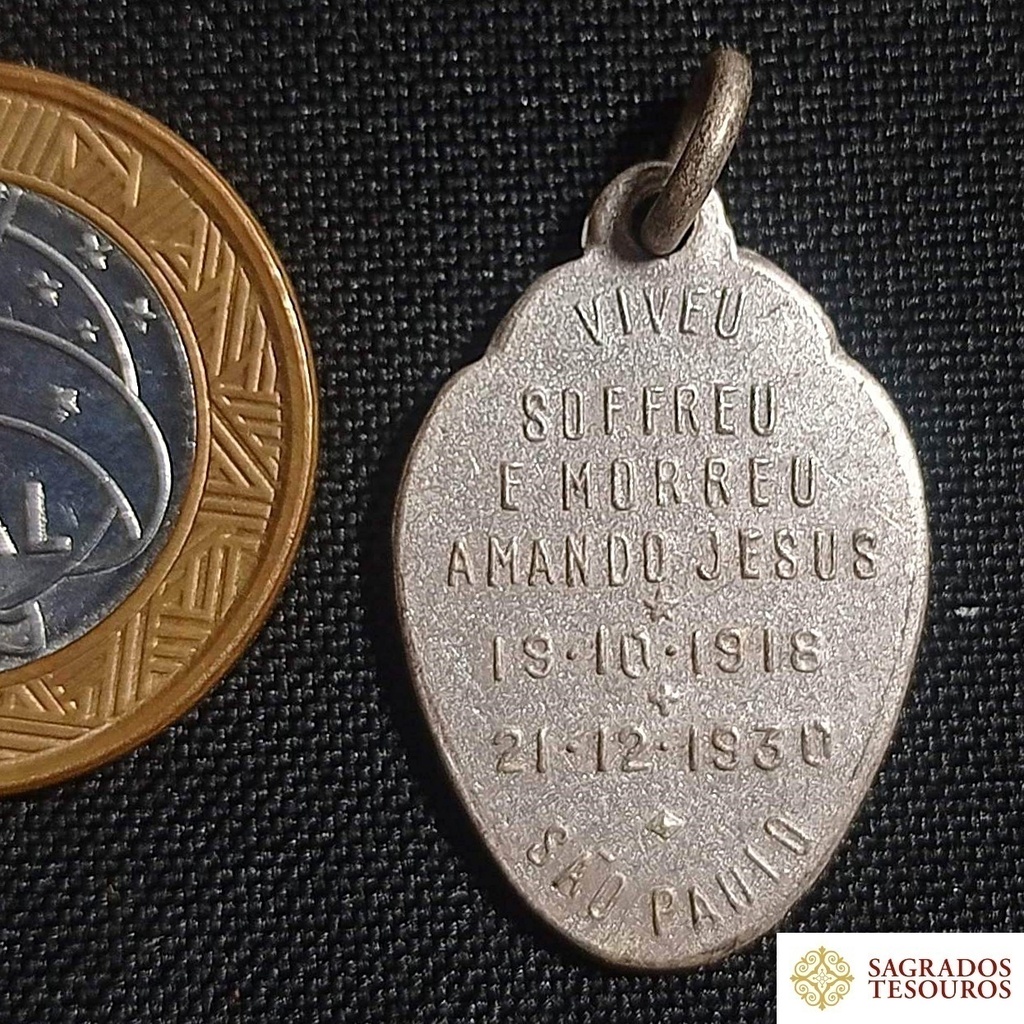 VIVEU
SOFFREU
E MORREU
AMANDO JESUS
19·10·1918
21·12·1930
SÃO PAULO
AL
SAGRADOS
TESOUROS